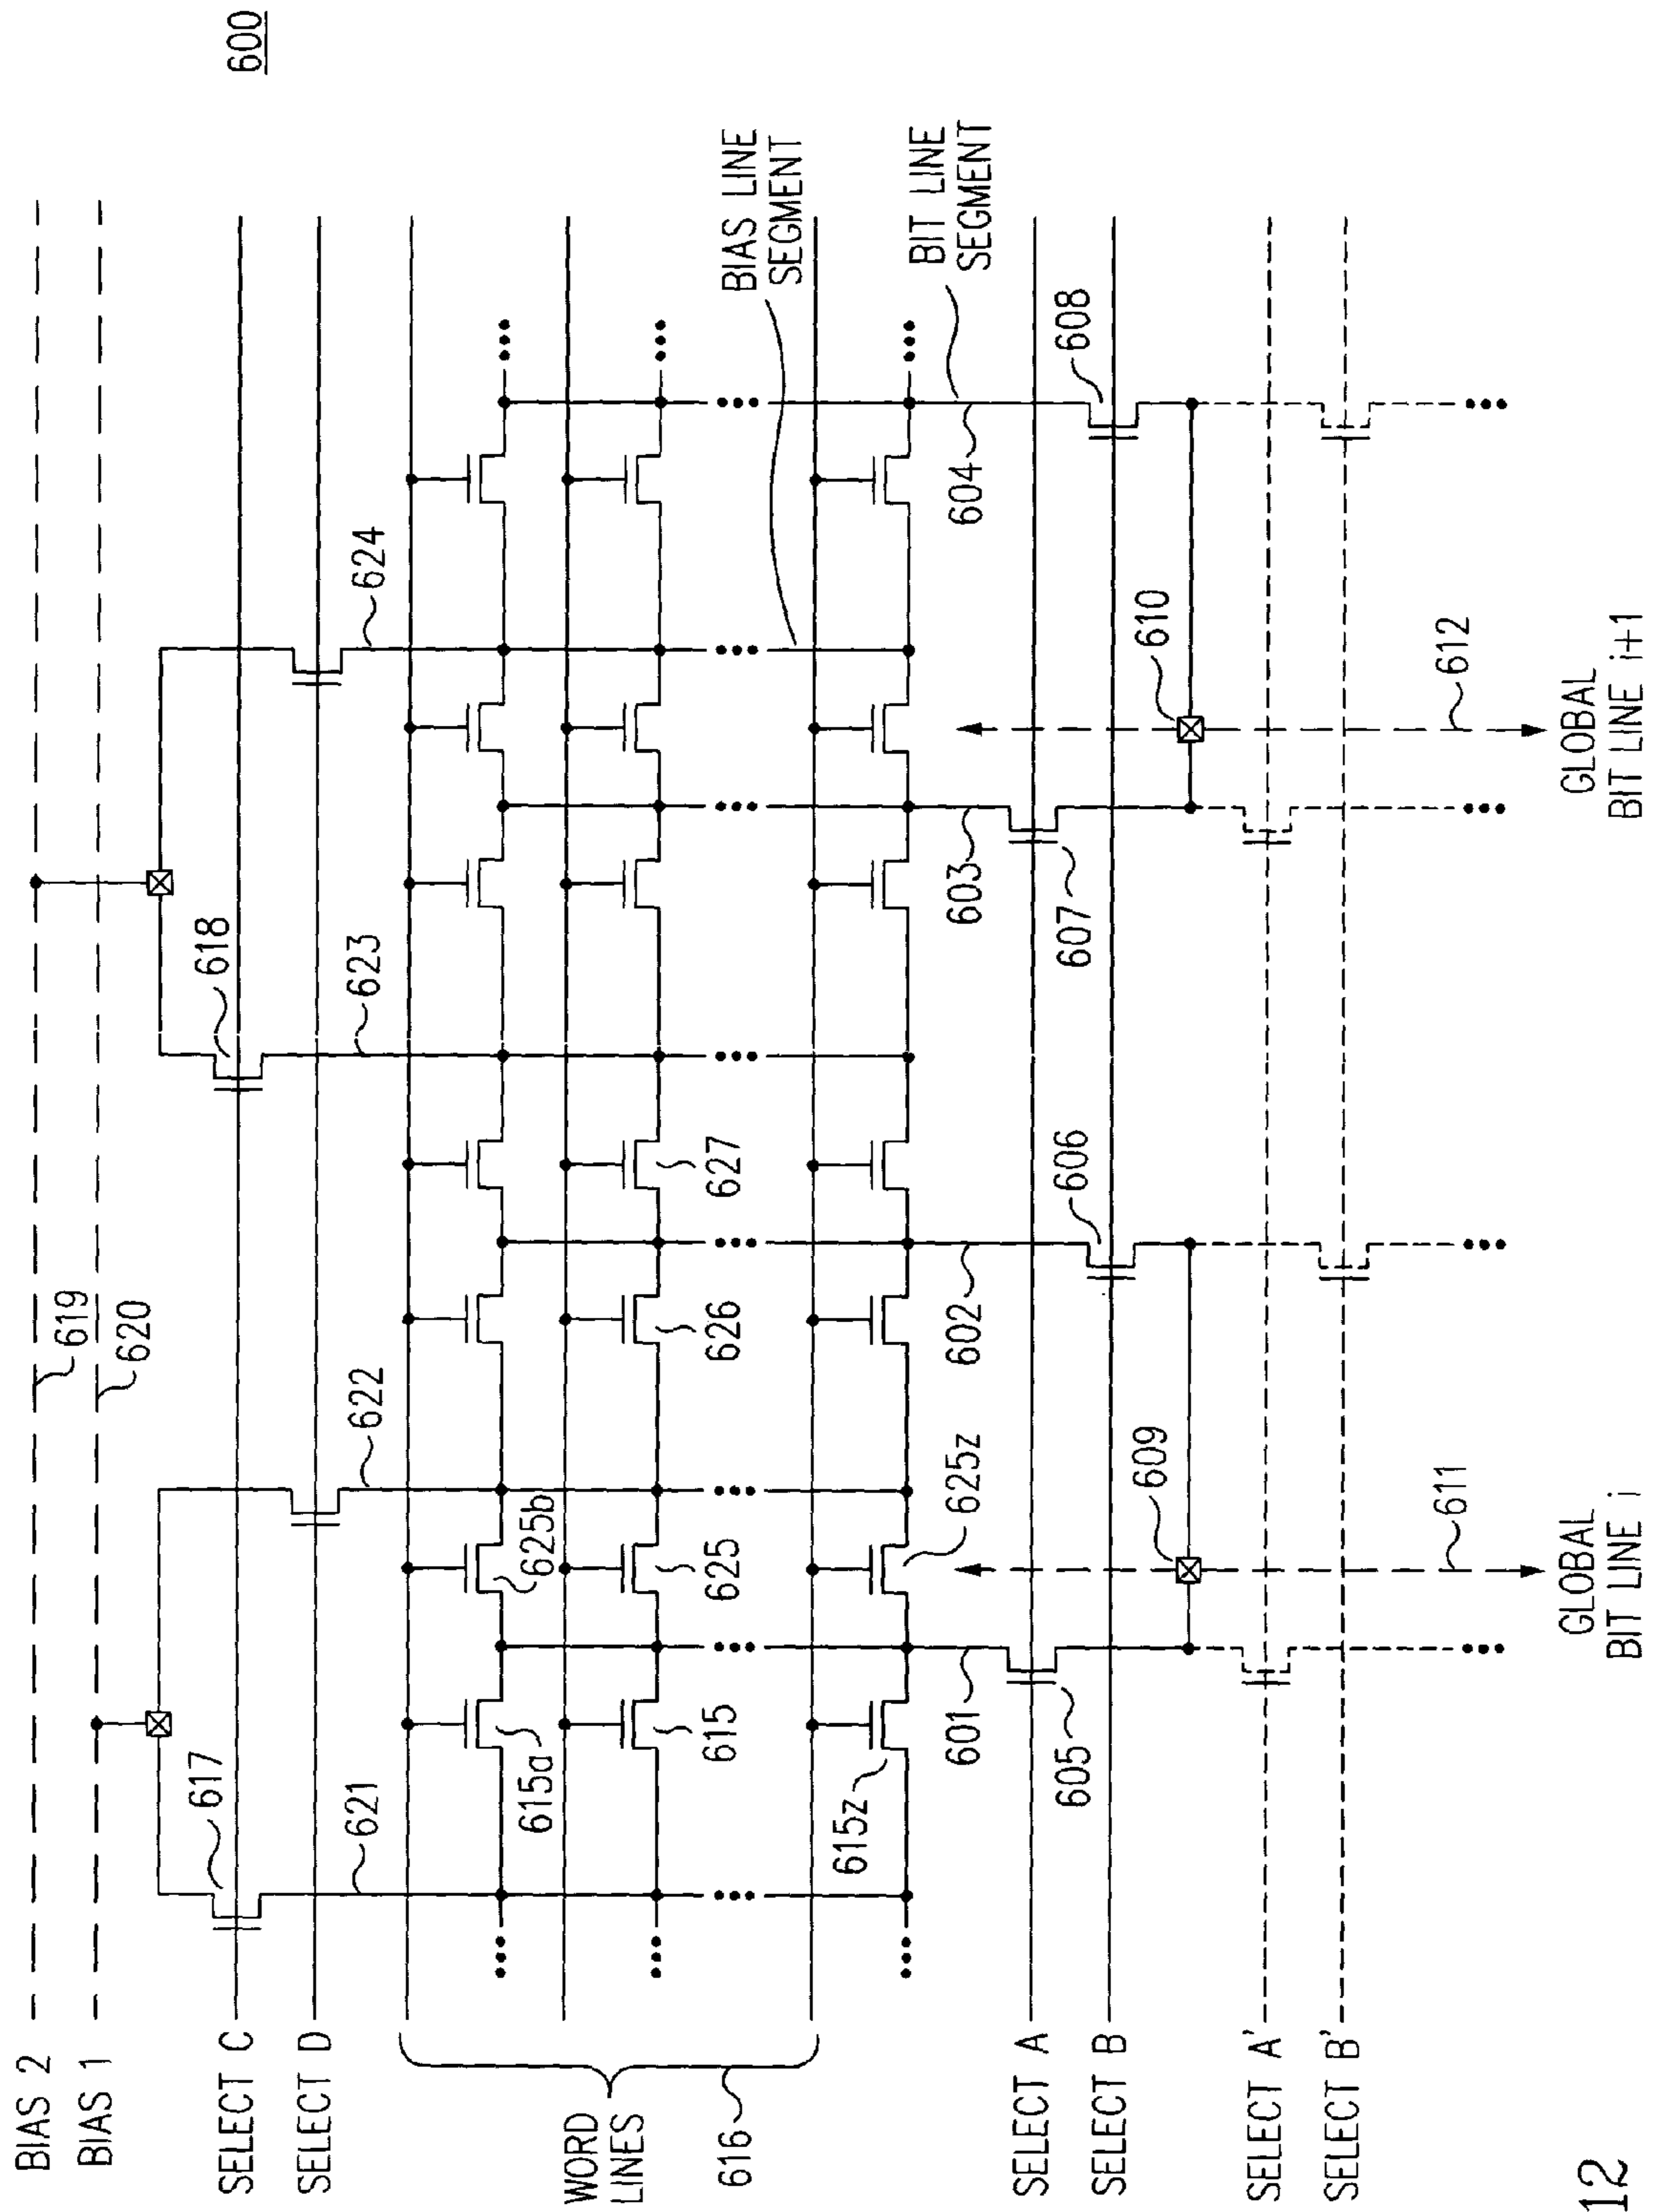 600
BIAS 2
619
BIAS 1
620
617
618
SELECT C
SELECT D
621
622
623
624
WORD
LINES
616
615a
625b
615
625
626
627
BIAS LINE
SEGMENT
615z
625z
BIT LINE
SEGMENT
601
602
603
604
605
606
607
608
SELECT A
SELECT B
609
610
SELECT A'
SELECT B'
611
612
GLOBAL
BIT LINE i
GLOBAL
BIT LINE i+1
12